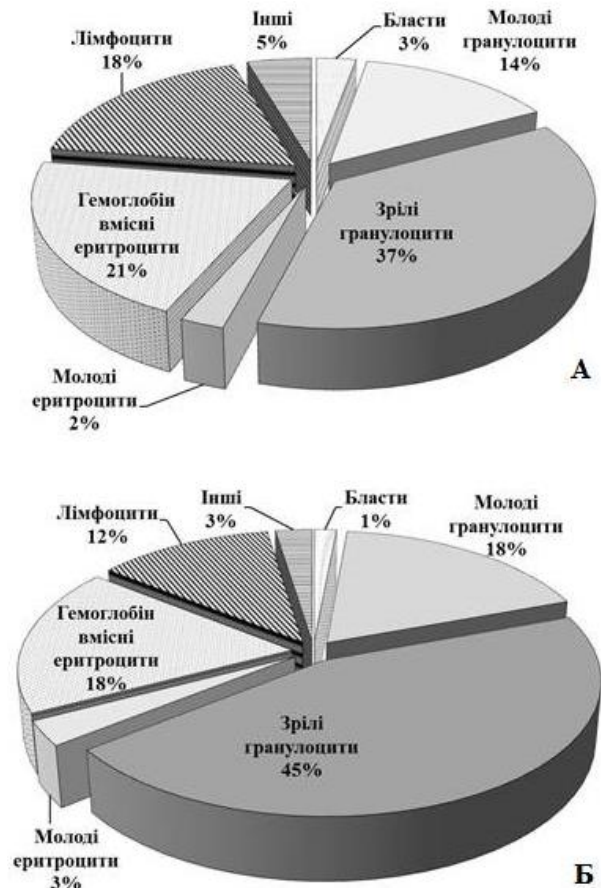 Інші
5%
Бласти
3%
Молоді
гранулоцити
14%
Лімфоцити
18%
Гемоглобін
вмісні
еритроцити
21%
Зрілі
гранулоцити
37%
Молоді
еритроцити
2%
А
Лімфоцити
12%
Інші
3%
Бласти
1%
Молоді
гранулоцити
18%
Гемоглобін
вмісні
еритроцити
18%
Зрілі
гранулоцити
45%
Молоді
еритроцити
3%
Б